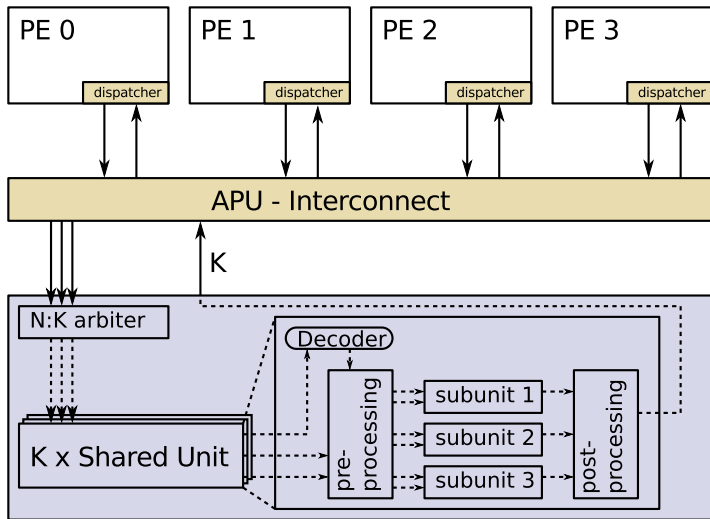 PE 0
PE 1
PE 2
PE 3
dispatcher
dispatcher
dispatcher
dispatcher
APU - Interconnect
K
N:K arbiter
Decoder
K x Shared Unit
pre-
processing
subunit 1
subunit 2
subunit 3
post-
processing